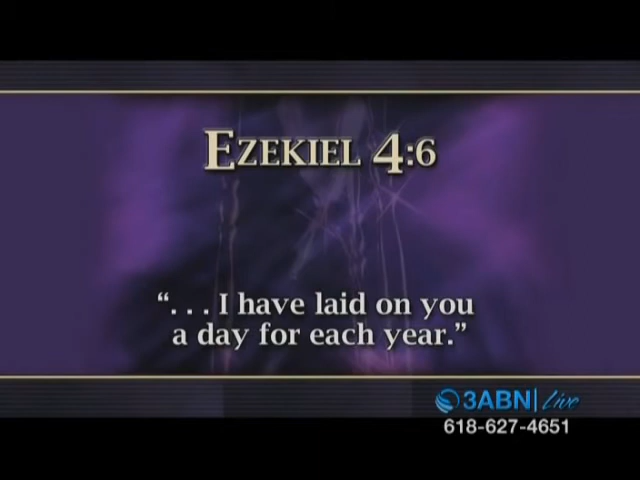 EZEKIEL 4:6
“. . . I have laid on you
a day for each year.”
3ABN|Live
618-627-4651